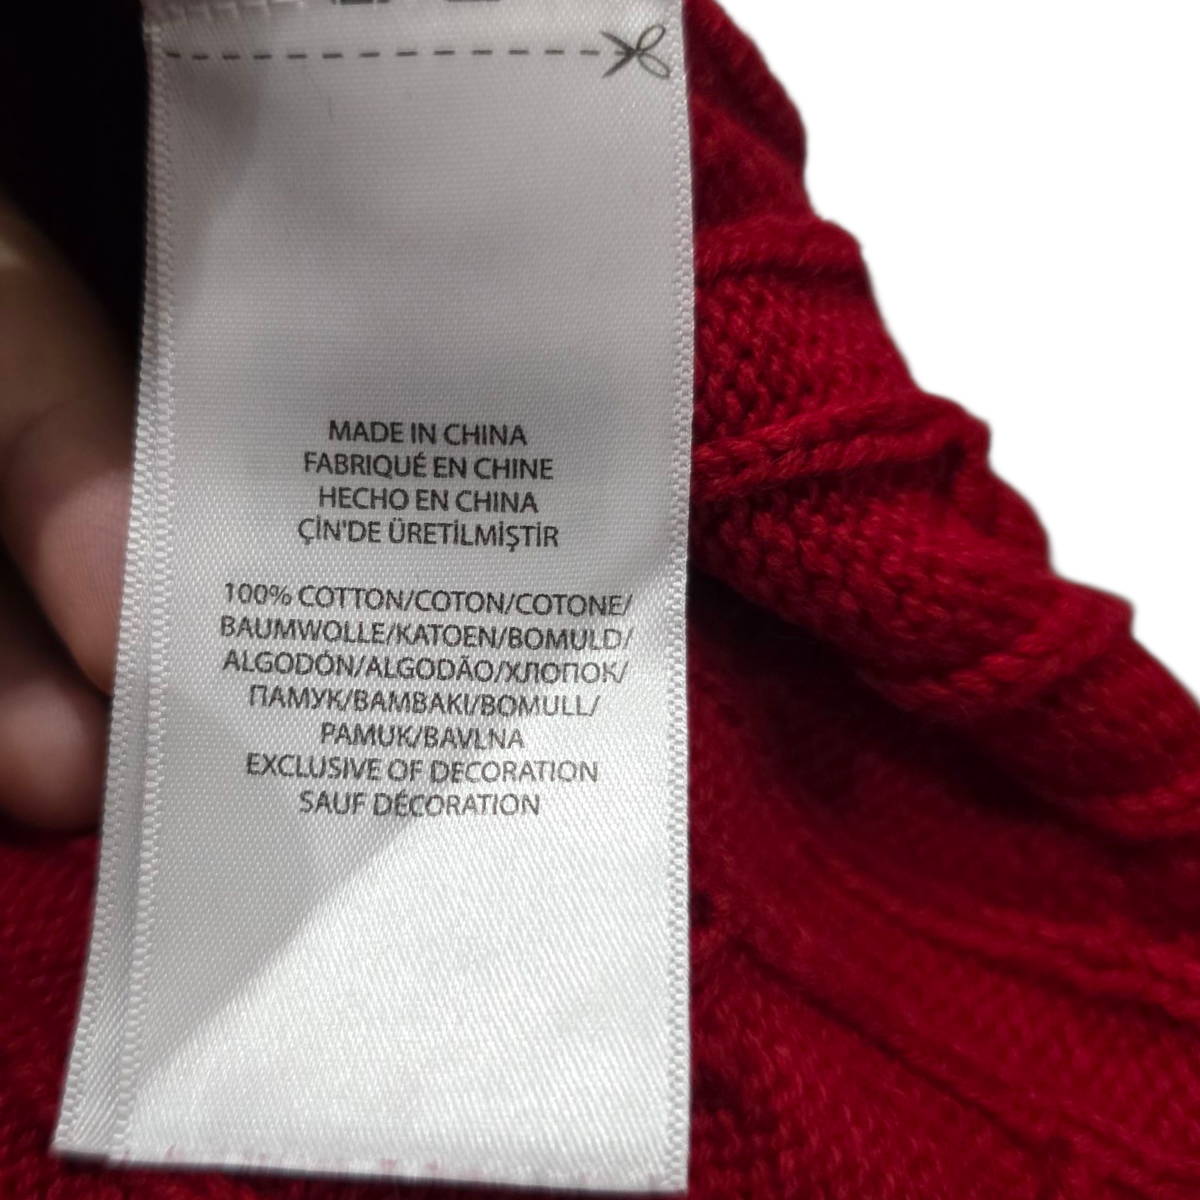 MADE IN CHINA
FABRIQUÉ EN CHINE
HECHO EN CHINA
ÇİN'DE ÜRETİLMİŞTİR
100% COTTON/COTON/COTONE/
BAUMWOLLE/KATOEN/BOMULD/
ALGODÓN/ALGODÃO/ХЛОПОК/
ПАМУК/ΒΑΜΒΑΚΙ/BOMULL/
PAMUK/BAVLNA
EXCLUSIVE OF DECORATION
SAUF DÉCORATION